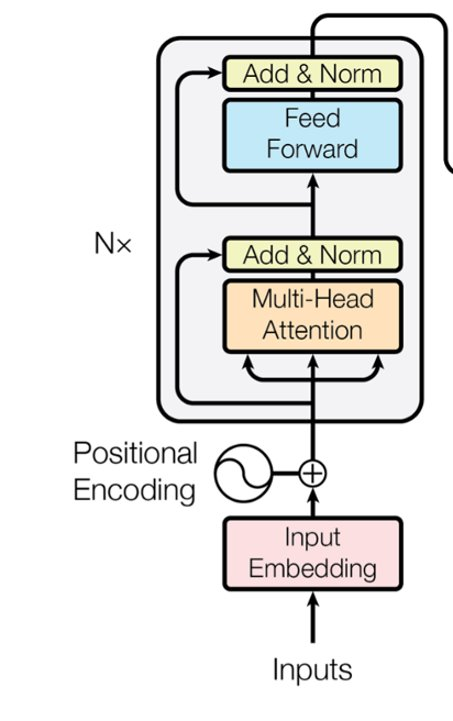 Add & Norm
Feed
Forward
Nx
Add & Norm
Multi-Head
Attention
Positional
Encoding
Input
Embedding
Inputs